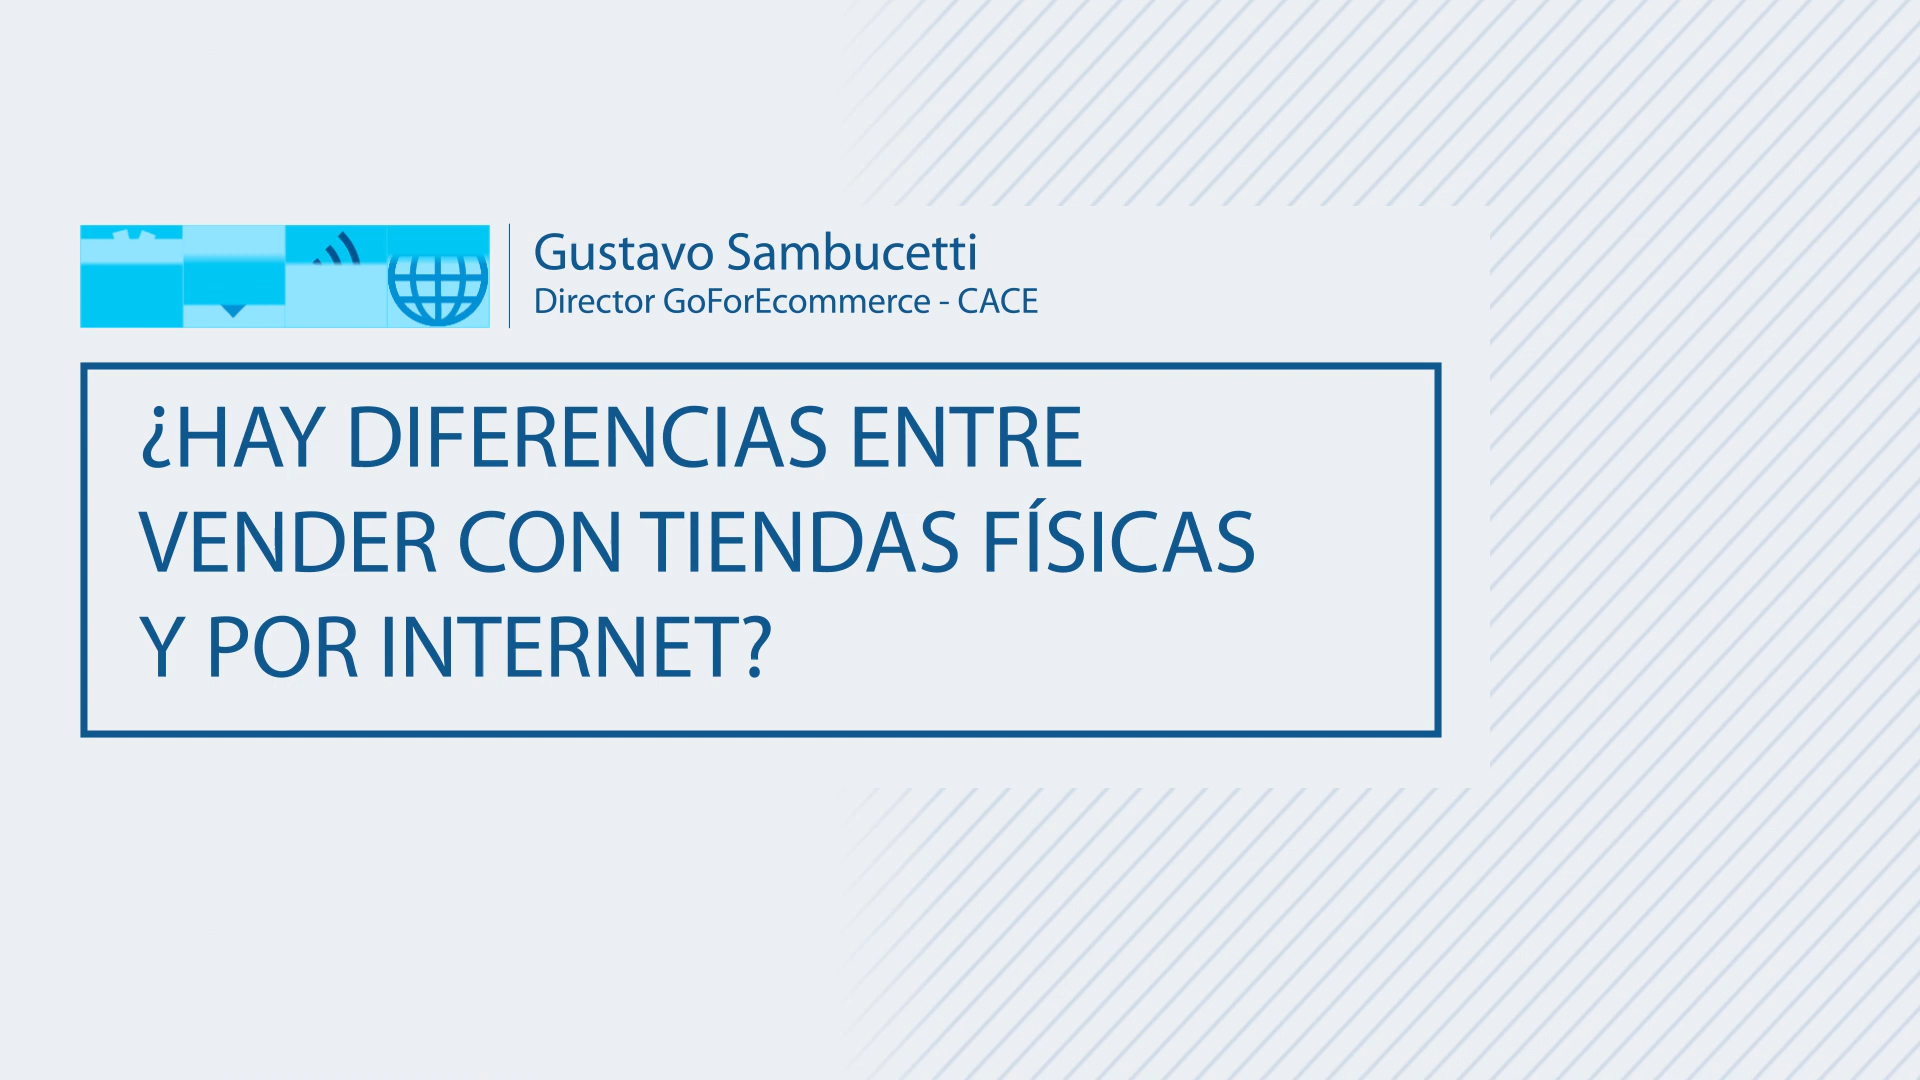 Gustavo Sambucetti
Director GoForEcommerce - CACE
¿HAY DIFERENCIAS ENTRE
VENDER CON TIENDAS FÍSICAS
Y POR INTERNET?